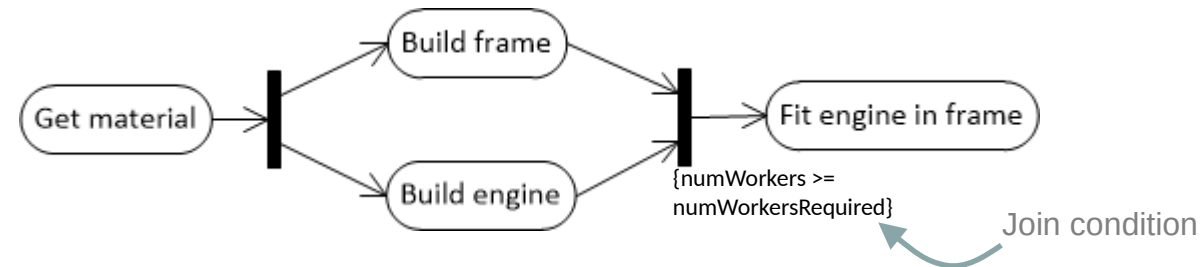 Build frame
Get material
Fit engine in frame
Build engine
{numWorkers >=
numWorkersRequired}
Join condition